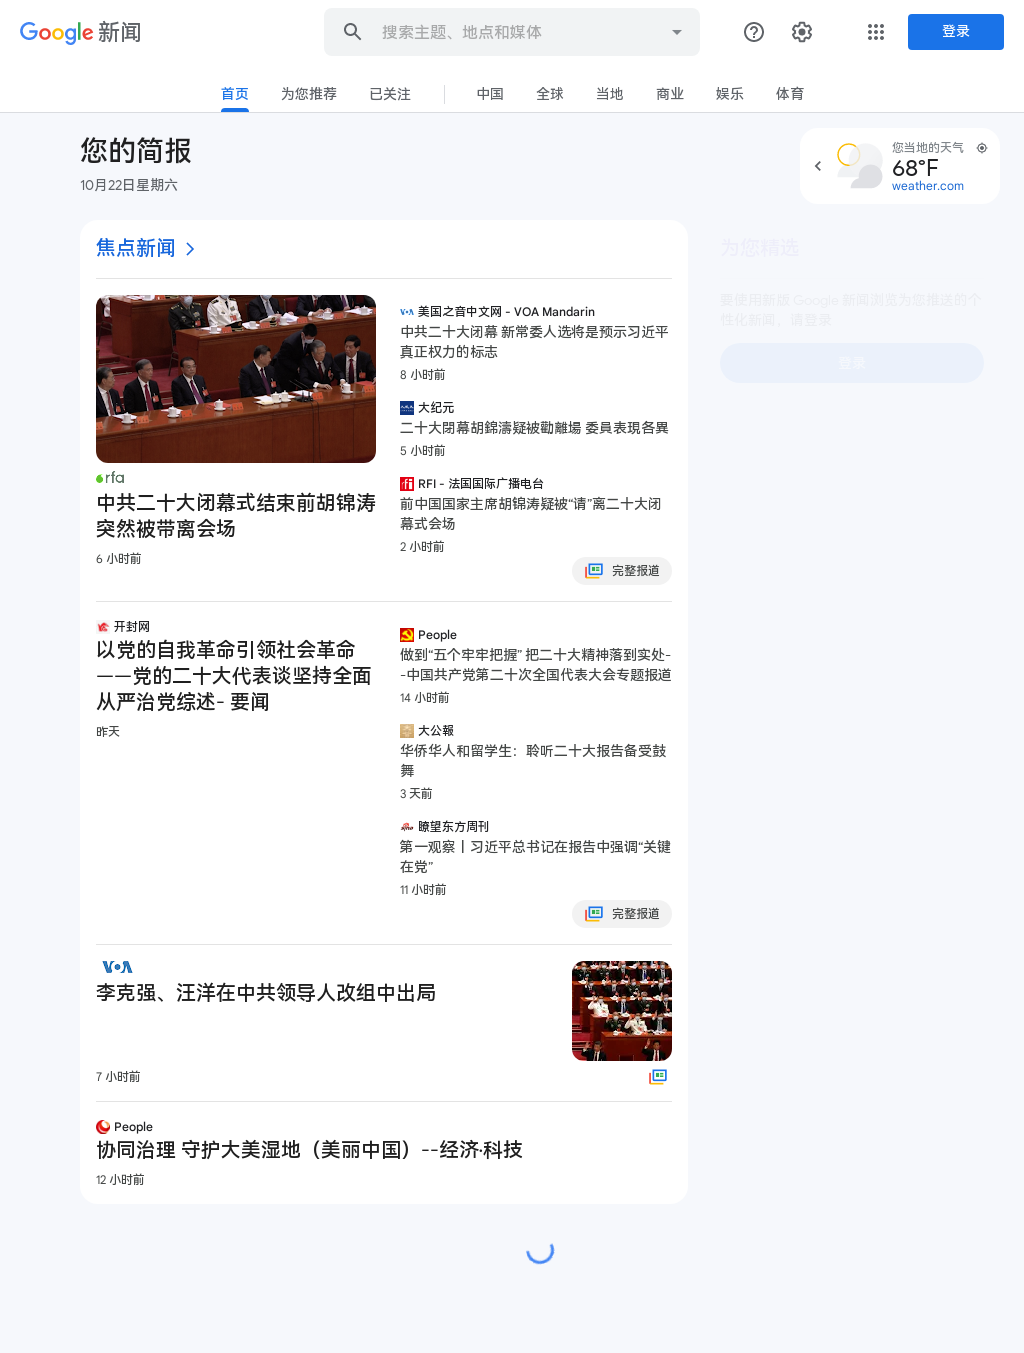 Google 新闻
搜索主题、地点和媒体
登录
首页
为您推荐
已关注
中国
全球
当地
商业
娱乐
体育
您的简报
10月22日星期六
您当地的天气
68°F
weather.com
焦点新闻
rfa
中共二十大闭幕式结束前胡锦涛
突然被带离会场
6 小时前
美国之音中文网 - VOA Mandarin
中共二十大闭幕 新常委人选将是预示习近平
真正权力的标志
8 小时前
大纪元
二十大閉幕胡錦濤疑被勸離場 委員表現各異
5 小时前
RFI - 法国国际广播电台
前中国国家主席胡锦涛疑被“请”离二十大闭
幕式会场
2 小时前
完整报道
为您精选
要使用新版 Google 新闻浏览为您推送的个
性化新闻，请登录
登录
开封网
以党的自我革命引领社会革命
——党的二十大代表谈坚持全面
从严治党综述- 要闻
昨天
People
做到“五个牢牢把握” 把二十大精神落到实处-
-中国共产党第二十次全国代表大会专题报道
14 小时前
大公報
华侨华人和留学生：聆听二十大报告备受鼓
舞
3 天前
瞭望东方周刊
第一观察丨习近平总书记在报告中强调“关键
在党”
11 小时前
完整报道
VOA
李克强、汪洋在中共领导人改组中出局
7 小时前
People
协同治理 守护大美湿地（美丽中国）--经济·科技
12 小时前